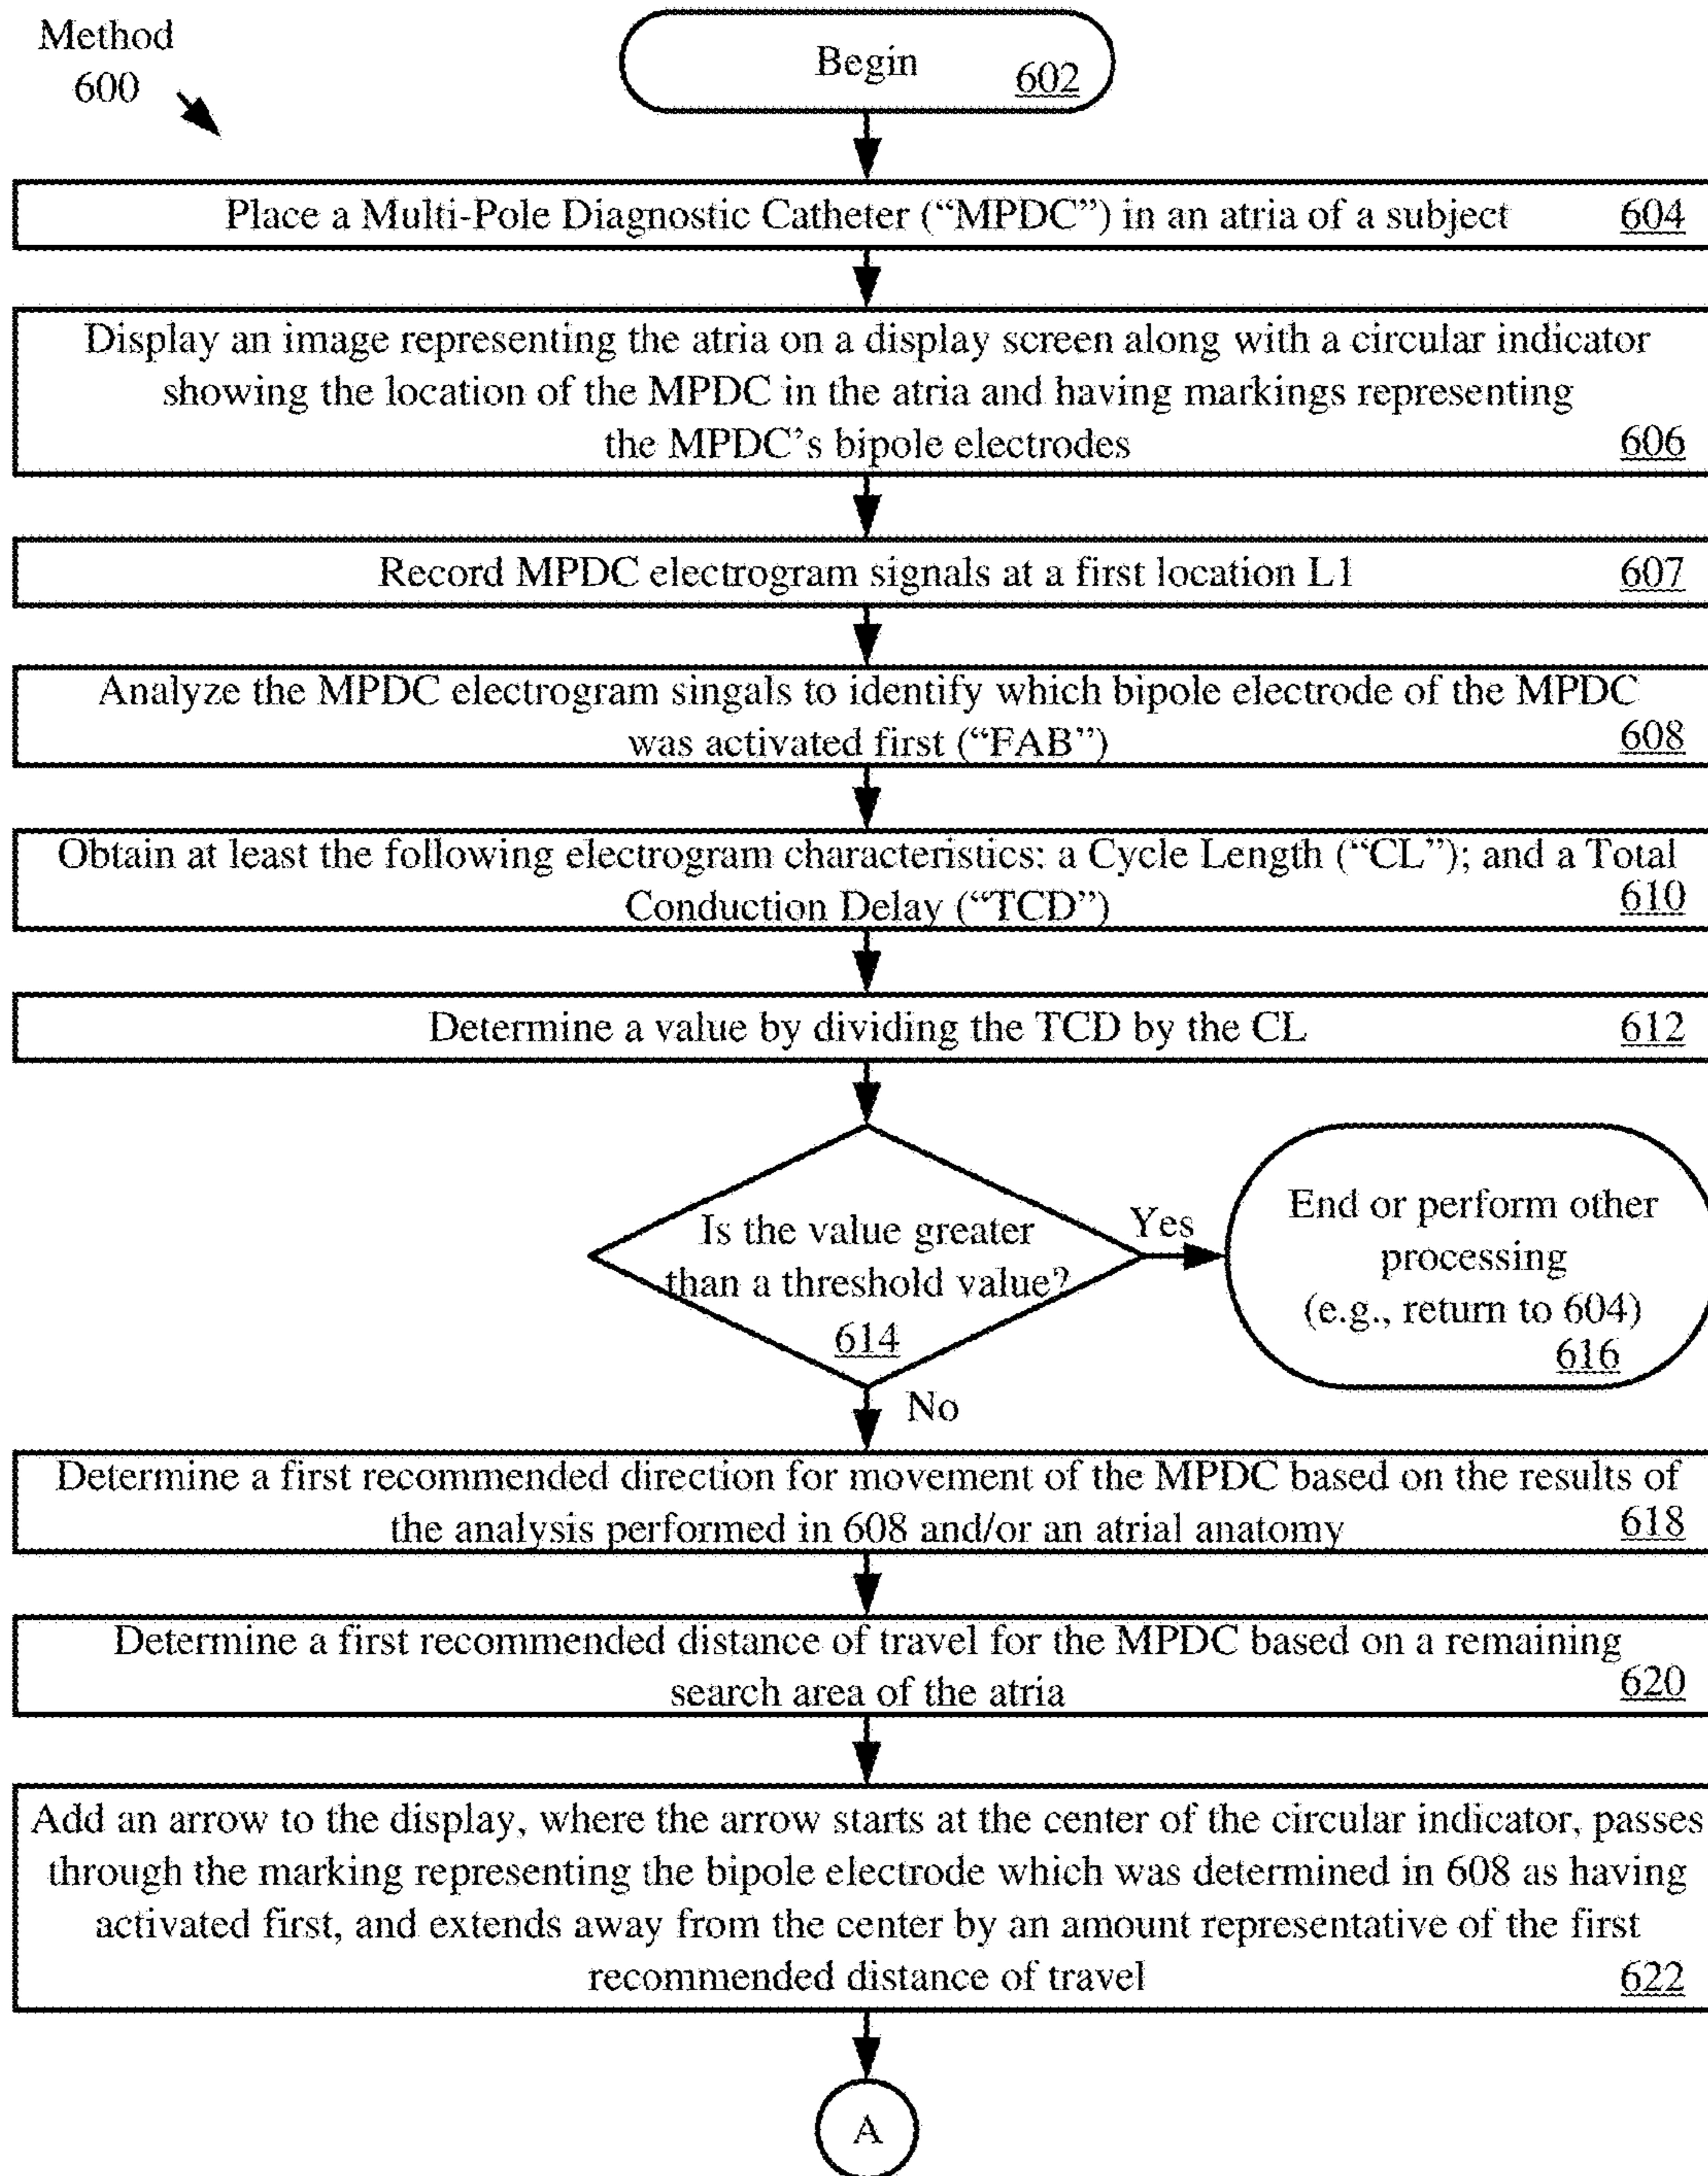 Method
600
Begin 602
Place a Multi-Pole Diagnostic Catheter (“MPDC”) in an atria of a subject 604
Display an image representing the atria on a display screen along with a circular indicator
showing the location of the MPDC in the atria and having markings representing
the MPDC’s bipole electrodes 606
Record MPDC electrogram signals at a first location L1 607
Analyze the MPDC electrogram singals to identify which bipole electrode of the MPDC
was activated first (“FAB”) 608
Obtain at least the following electrogram characteristics: a Cycle Length (“CL”); and a Total
Conduction Delay (“TCD”) 610
Determine a value by dividing the TCD by the CL 612
Is the value greater
than a threshold value?
614
Yes
End or perform other
processing
(e.g., return to 604)
616
No
Determine a first recommended direction for movement of the MPDC based on the results of
the analysis performed in 608 and/or an atrial anatomy 618
Determine a first recommended distance of travel for the MPDC based on a remaining
search area of the atria 620
Add an arrow to the display, where the arrow starts at the center of the circular indicator, passes
through the marking representing the bipole electrode which was determined in 608 as having
activated first, and extends away from the center by an amount representative of the first
recommended distance of travel 622
A